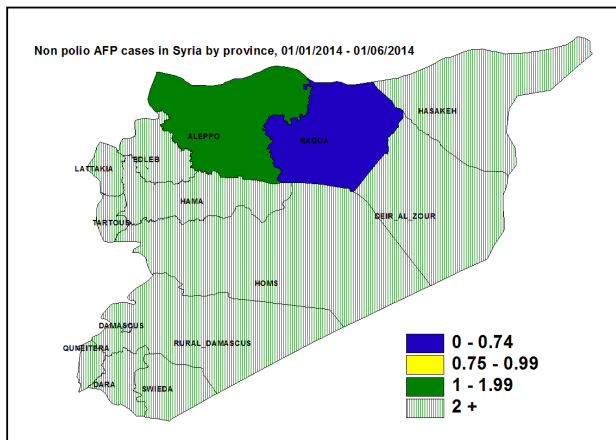 Non polio AFP cases in Syria by province, 01/01/2014 - 01/06/2014
HASAKEH
ALEPPO
RAQUA
EDLEB
LATTAKIA
HAMA
DEIR_AL_ZOUR
TARTOUS
HOMS
DAMASCUS
QUNEITERA
RURAL_DAMASCUS
DARA
SWIEDA
0 - 0.74
0.75 - 0.99
1 - 1.99
2 +